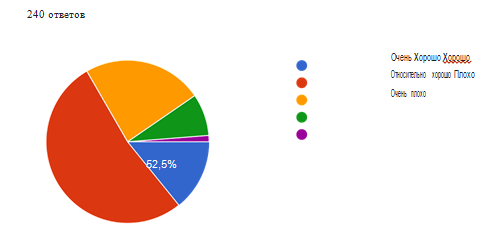 240 ответов
Очень Хорошо Хорошо
Относительно хорошо Плохо
Очень плохо
52,5%